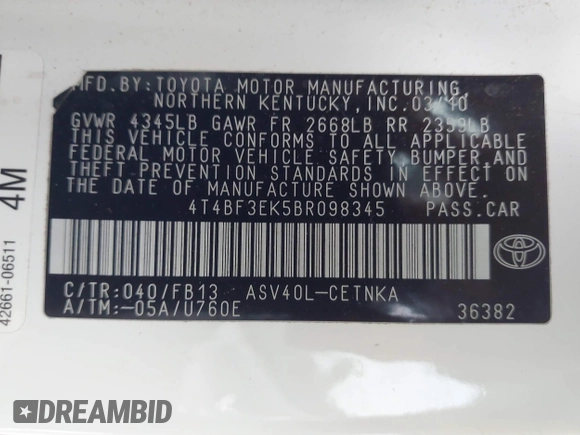 MFD. BY: TOYOTA MOTOR MANUFACTURING,
NORTHERN KENTUCKY, INC. 03/10
GVWR 4345LB GAWR FR 2668LB RR 2359LB
THIS VEHICLE CONFORMS TO ALL APPLICABLE
FEDERAL MOTOR VEHICLE SAFETY, BUMPER, AND
THEFT PREVENTION STANDARDS IN EFFECT ON
THE DATE OF MANUFACTURE SHOWN ABOVE.
4T4BF3EK5BR098345 PASS.CAR
C/TR:040/FB13 ASV40L-CETNKA
A/TM:-05A/U760E 36382
TOYOTA
42661-06511 4M
DREAMBID